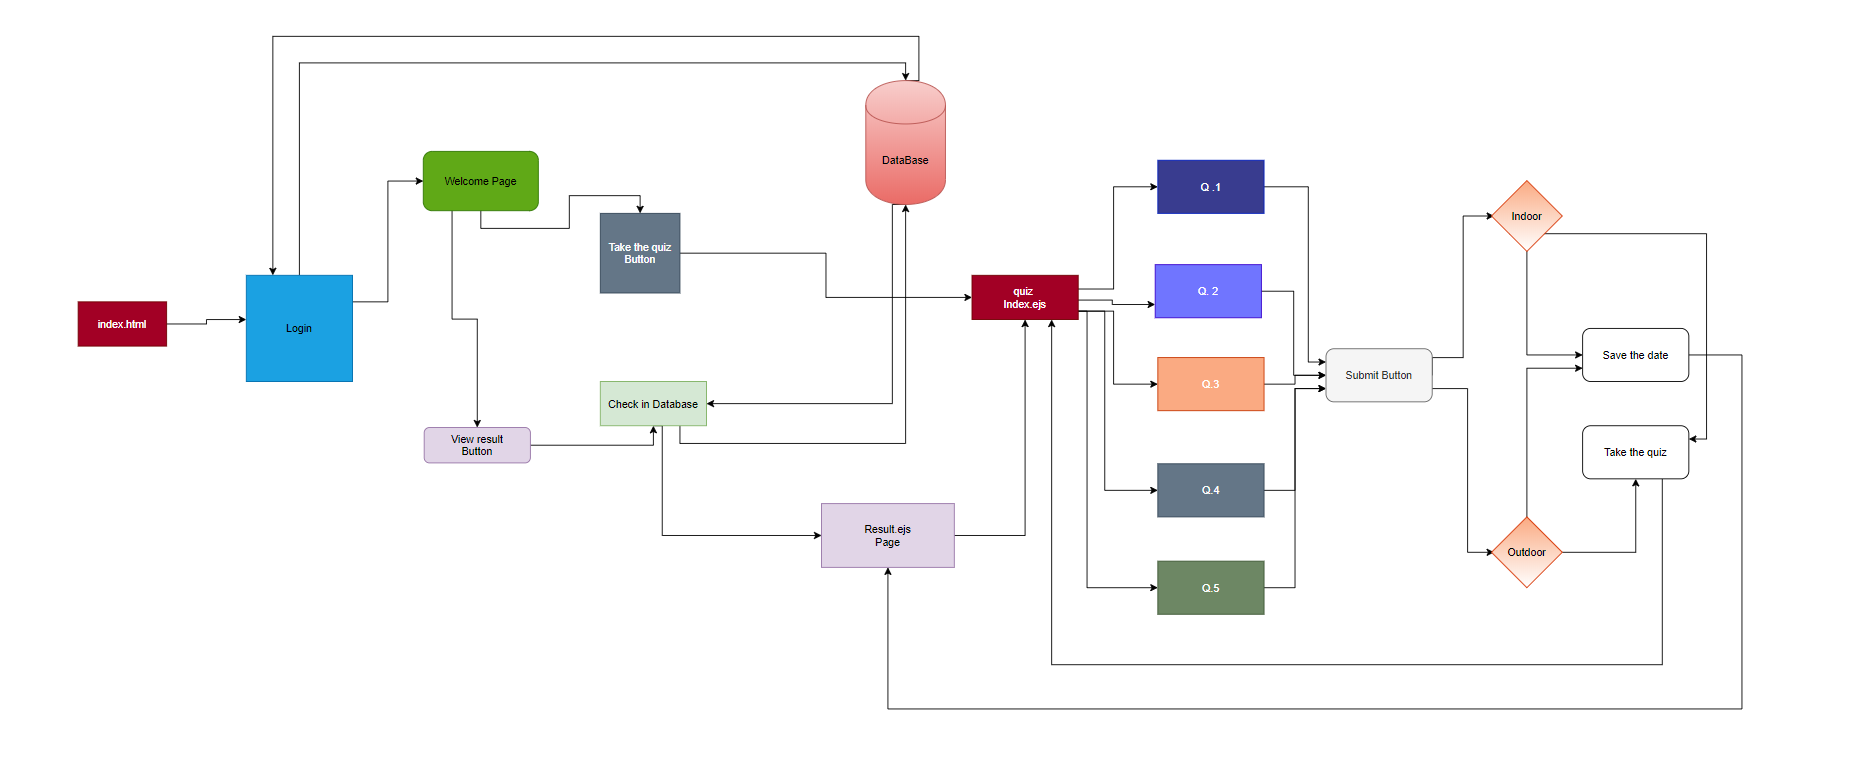 DataBase
Welcome Page
Take the quiz
Button
index.html
Login
Check in Database
View result
Button
Result.ejs
Page
quiz
Index.ejs
Q .1
Q. 2
Q.3
Q.4
Q.5
Submit Button
Indoor
Save the date
Take the quiz
Outdoor